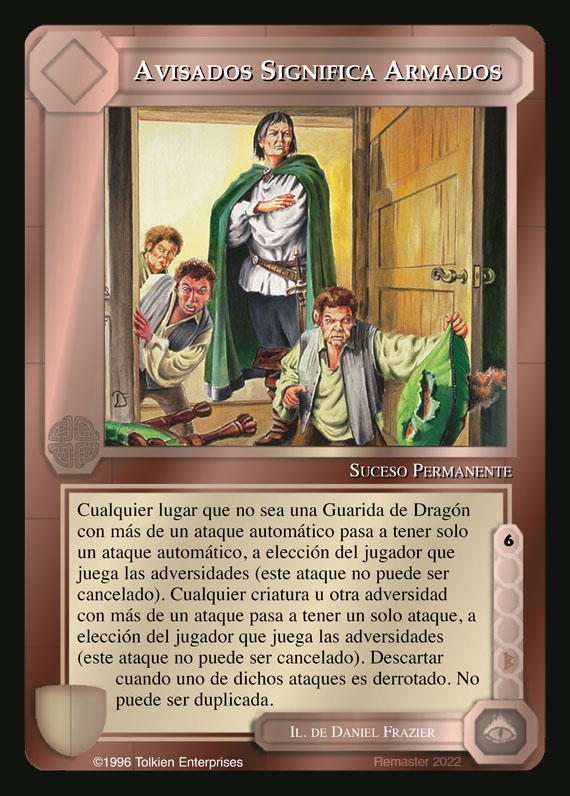 Avisados Significa Armados
Suceso Permanente
Cualquier lugar que no sea una Guarida de Dragón
con más de un ataque automático pasa a tener solo
un ataque automático, a elección del jugador que
juega las adversidades (este ataque no puede ser
cancelado). Cualquier criatura u otra adversidad
con más de un ataque pasa a tener un solo ataque, a
elección del jugador que juega las adversidades
(este ataque no puede ser cancelado). Descartar
cuando uno de dichos ataques es derrotado. No
puede ser duplicada.
6
Il. de Daniel Frazier
©1996 Tolkien Enterprises
Remaster 2022